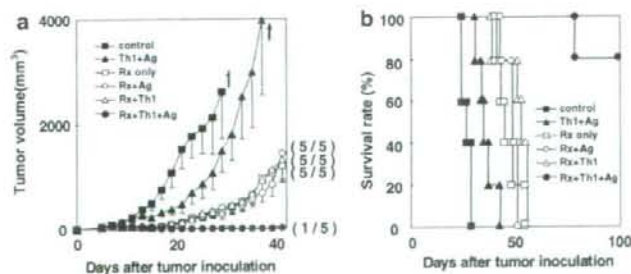 a
Tumor volume(mm³)
4000
2000
0
0
20
40
control
Th1+Ag
Rx only
Rx+Ag
Rx+Th1
Rx+Th1+Ag
†
†
(5/5)
(5/5)
(5/5)
(1/5)
Days after tumor inoculation
b
Survival rate (%)
100
80
60
40
20
0
0
50
100
control
Th1+Ag
Rx only
Rx+Ag
Rx+Th1
Rx+Th1+Ag
Days after tumor inoculation